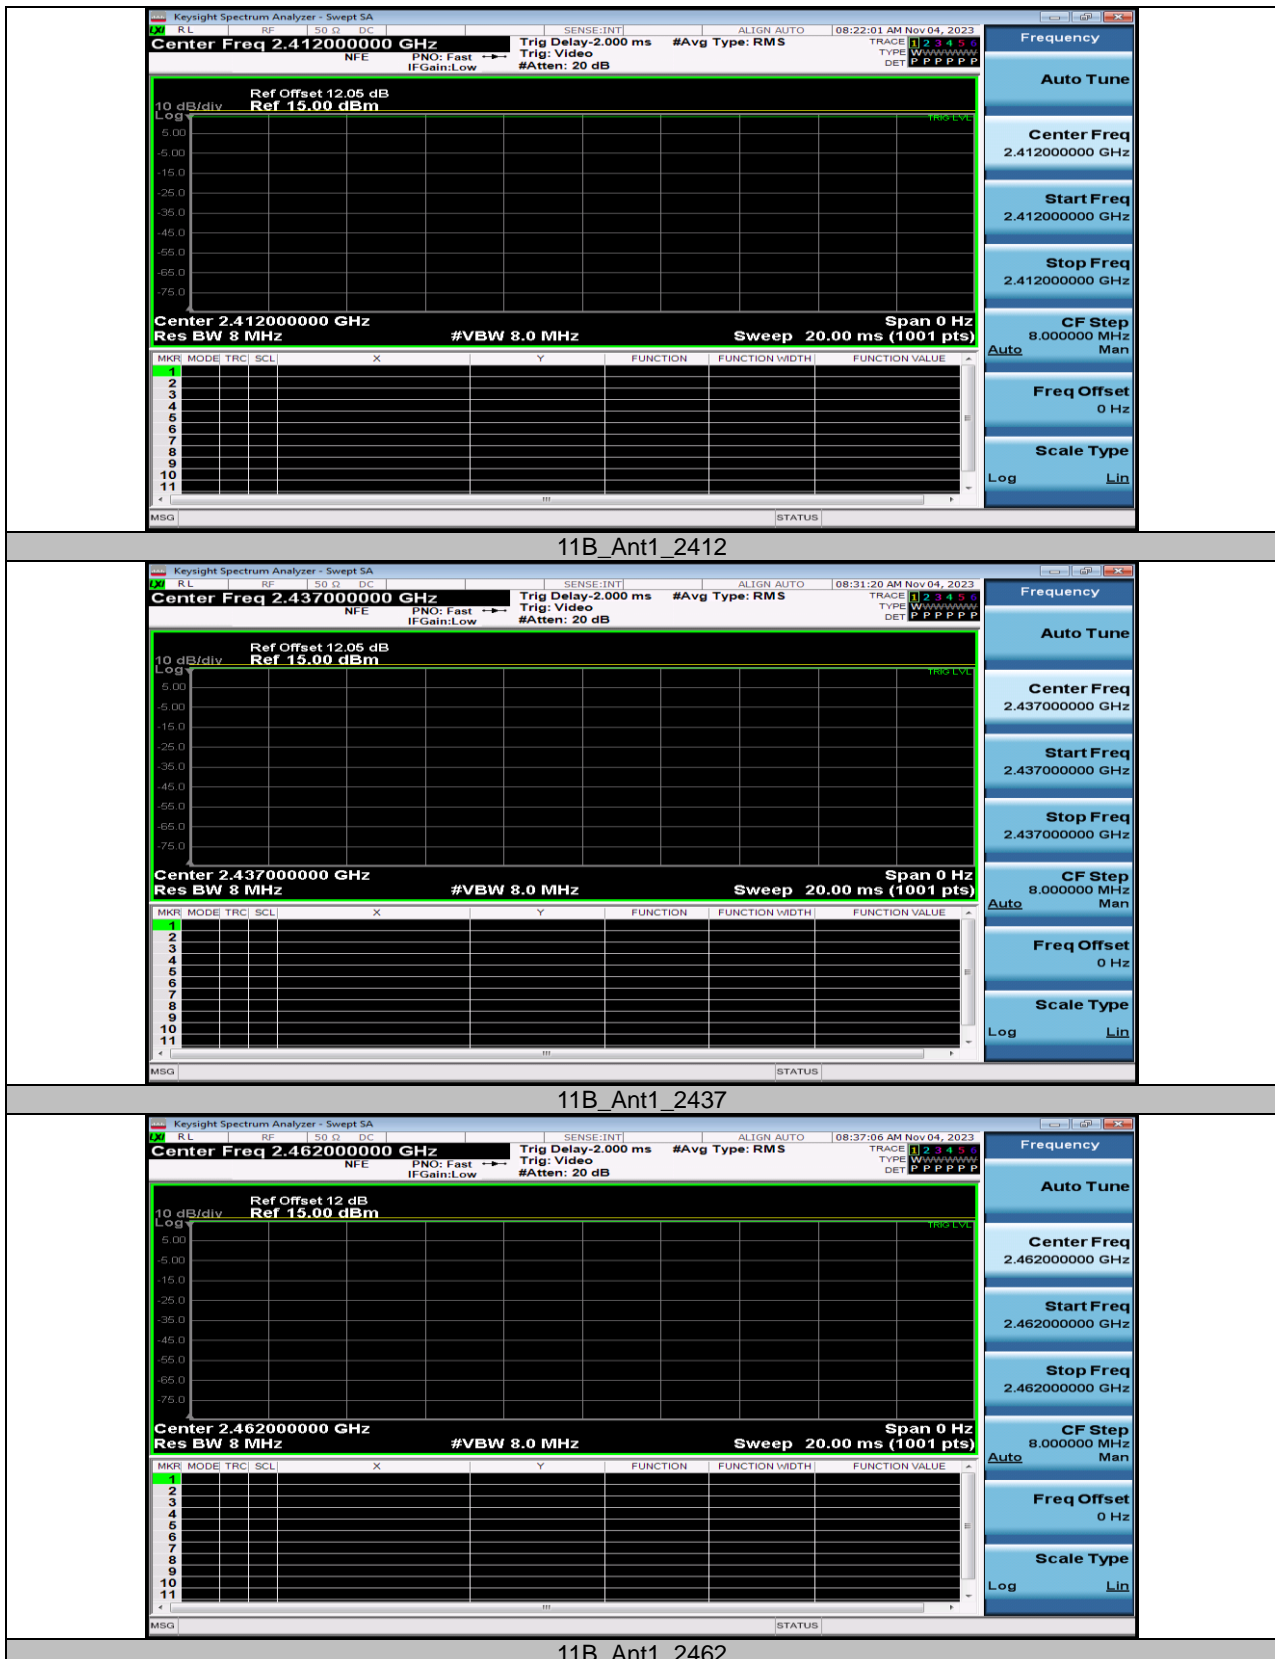 Keysight Spectrum Analyzer - Swept SA
LXI RL RF 50 Ω DC SENSE:INT ALIGN AUTO 08:22:01 AM Nov 04, 2023
Center Freq 2.412000000 GHz
NFE PNO: Fast
IFGain:Low
Trig Delay-2.000 ms #Avg Type: RMS
Trig: Video
#Atten: 20 dB
TRACE 1 2 3 4 5 6
TYPE WWWWWW
DET P P P P P P
Ref Offset 12.05 dB
10 dB/div Ref 15.00 dBm
Log
TRIG LVL
5.00
-5.00
-15.0
-25.0
-35.0
-45.0
-55.0
-65.0
-75.0
Center 2.412000000 GHz Span 0 Hz
Res BW 8 MHz #VBW 8.0 MHz Sweep 20.00 ms (1001 pts)
MKR MODE TRC SCL X Y FUNCTION FUNCTION WIDTH FUNCTION VALUE
1
2
3
4
5
6
7
8
9
10
11
MSG STATUS
Frequency
Auto Tune
Center Freq
2.412000000 GHz
Start Freq
2.412000000 GHz
Stop Freq
2.412000000 GHz
CF Step
8.000000 MHz
Auto Man
Freq Offset
0 Hz
Scale Type
Log Lin
11B_Ant1_2412
Keysight Spectrum Analyzer - Swept SA
LXI RL RF 50 Ω DC SENSE:INT ALIGN AUTO 08:31:20 AM Nov 04, 2023
Center Freq 2.437000000 GHz
NFE PNO: Fast
IFGain:Low
Trig Delay-2.000 ms #Avg Type: RMS
Trig: Video
#Atten: 20 dB
TRACE 1 2 3 4 5 6
TYPE WWWWWW
DET P P P P P P
Ref Offset 12.05 dB
10 dB/div Ref 15.00 dBm
Log
TRIG LVL
5.00
-5.00
-15.0
-25.0
-35.0
-45.0
-55.0
-65.0
-75.0
Center 2.437000000 GHz Span 0 Hz
Res BW 8 MHz #VBW 8.0 MHz Sweep 20.00 ms (1001 pts)
MKR MODE TRC SCL X Y FUNCTION FUNCTION WIDTH FUNCTION VALUE
1
2
3
4
5
6
7
8
9
10
11
MSG STATUS
Frequency
Auto Tune
Center Freq
2.437000000 GHz
Start Freq
2.437000000 GHz
Stop Freq
2.437000000 GHz
CF Step
8.000000 MHz
Auto Man
Freq Offset
0 Hz
Scale Type
Log Lin
11B_Ant1_2437
Keysight Spectrum Analyzer - Swept SA
LXI RL RF 50 Ω DC SENSE:INT ALIGN AUTO 08:37:06 AM Nov 04, 2023
Center Freq 2.462000000 GHz
NFE PNO: Fast
IFGain:Low
Trig Delay-2.000 ms #Avg Type: RMS
Trig: Video
#Atten: 20 dB
TRACE 1 2 3 4 5 6
TYPE WWWWWW
DET P P P P P P
Ref Offset 12 dB
10 dB/div Ref 15.00 dBm
Log
TRIG LVL
5.00
-5.00
-15.0
-25.0
-35.0
-45.0
-55.0
-65.0
-75.0
Center 2.462000000 GHz Span 0 Hz
Res BW 8 MHz #VBW 8.0 MHz Sweep 20.00 ms (1001 pts)
MKR MODE TRC SCL X Y FUNCTION FUNCTION WIDTH FUNCTION VALUE
1
2
3
4
5
6
7
8
9
10
11
MSG STATUS
Frequency
Auto Tune
Center Freq
2.462000000 GHz
Start Freq
2.462000000 GHz
Stop Freq
2.462000000 GHz
CF Step
8.000000 MHz
Auto Man
Freq Offset
0 Hz
Scale Type
Log Lin
11B_Ant1_2462